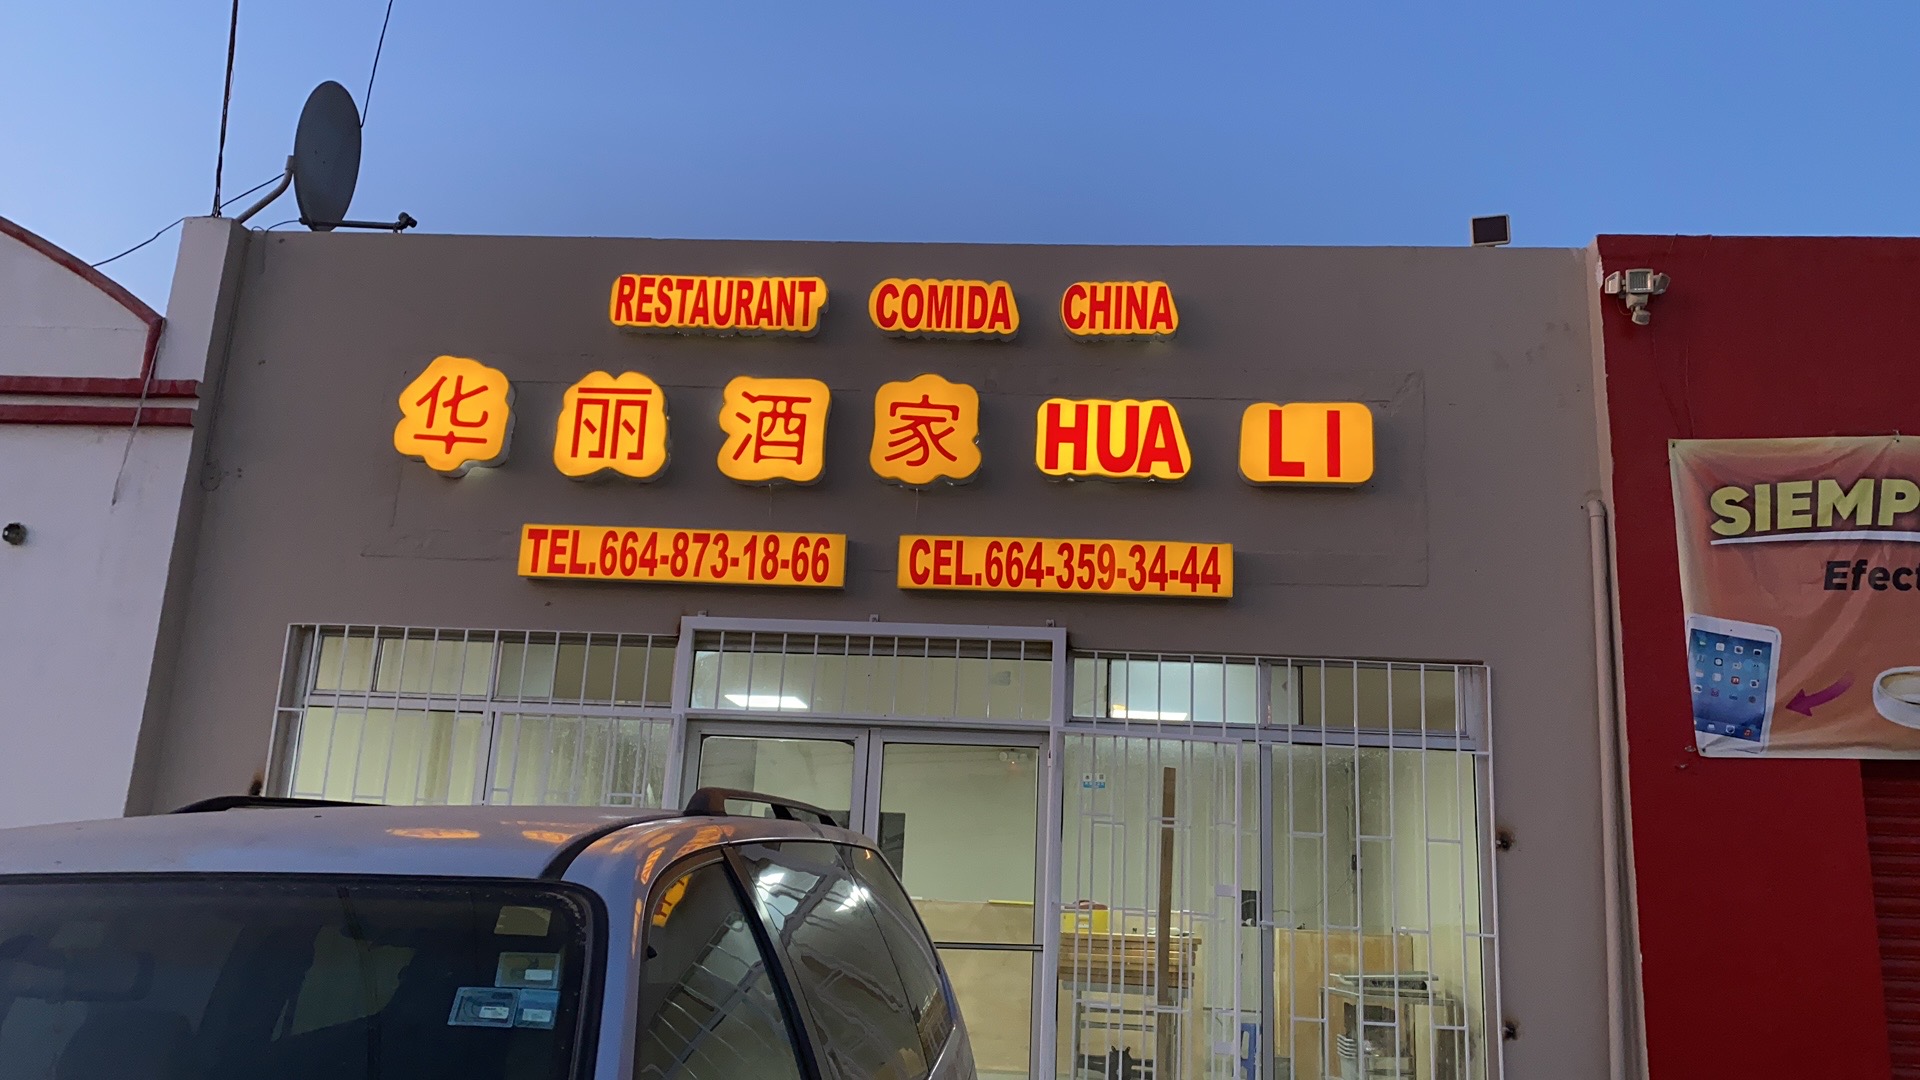 RESTAURANT COMIDA CHINA
华丽酒家 HUA LI
TEL.664-873-18-66 CEL.664-359-34-44
SIEMP
Efect